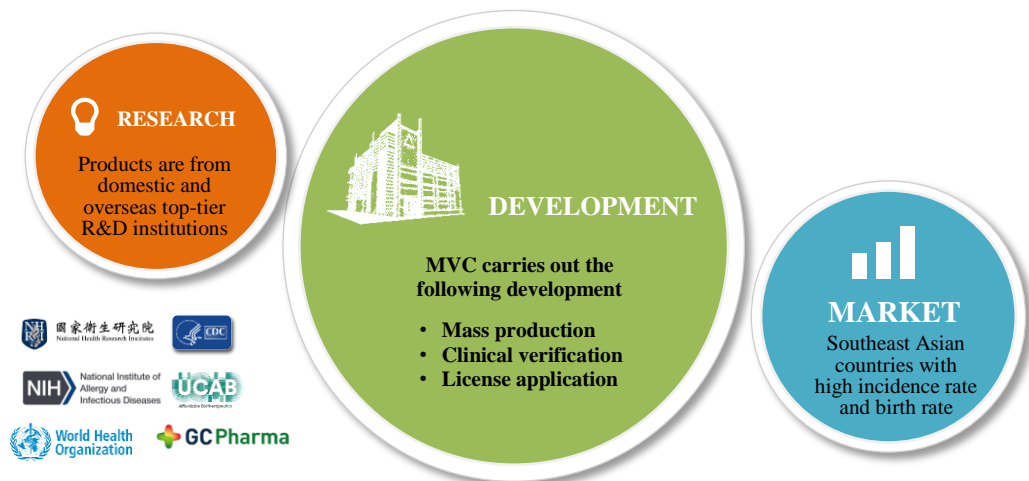 RESEARCH
Products are from
domestic and
overseas top-tier
R&D institutions
國家衛生研究院
National Health Research Institutes
CDC
NIH
National Institute of
Allergy and
Infectious Diseases
UCAB
Affordable Biotherapeutics
World Health
Organization
GC Pharma
DEVELOPMENT
MVC carries out the
following development
• Mass production
• Clinical verification
• License application
MARKET
Southeast Asian
countries with
high incidence rate
and birth rate